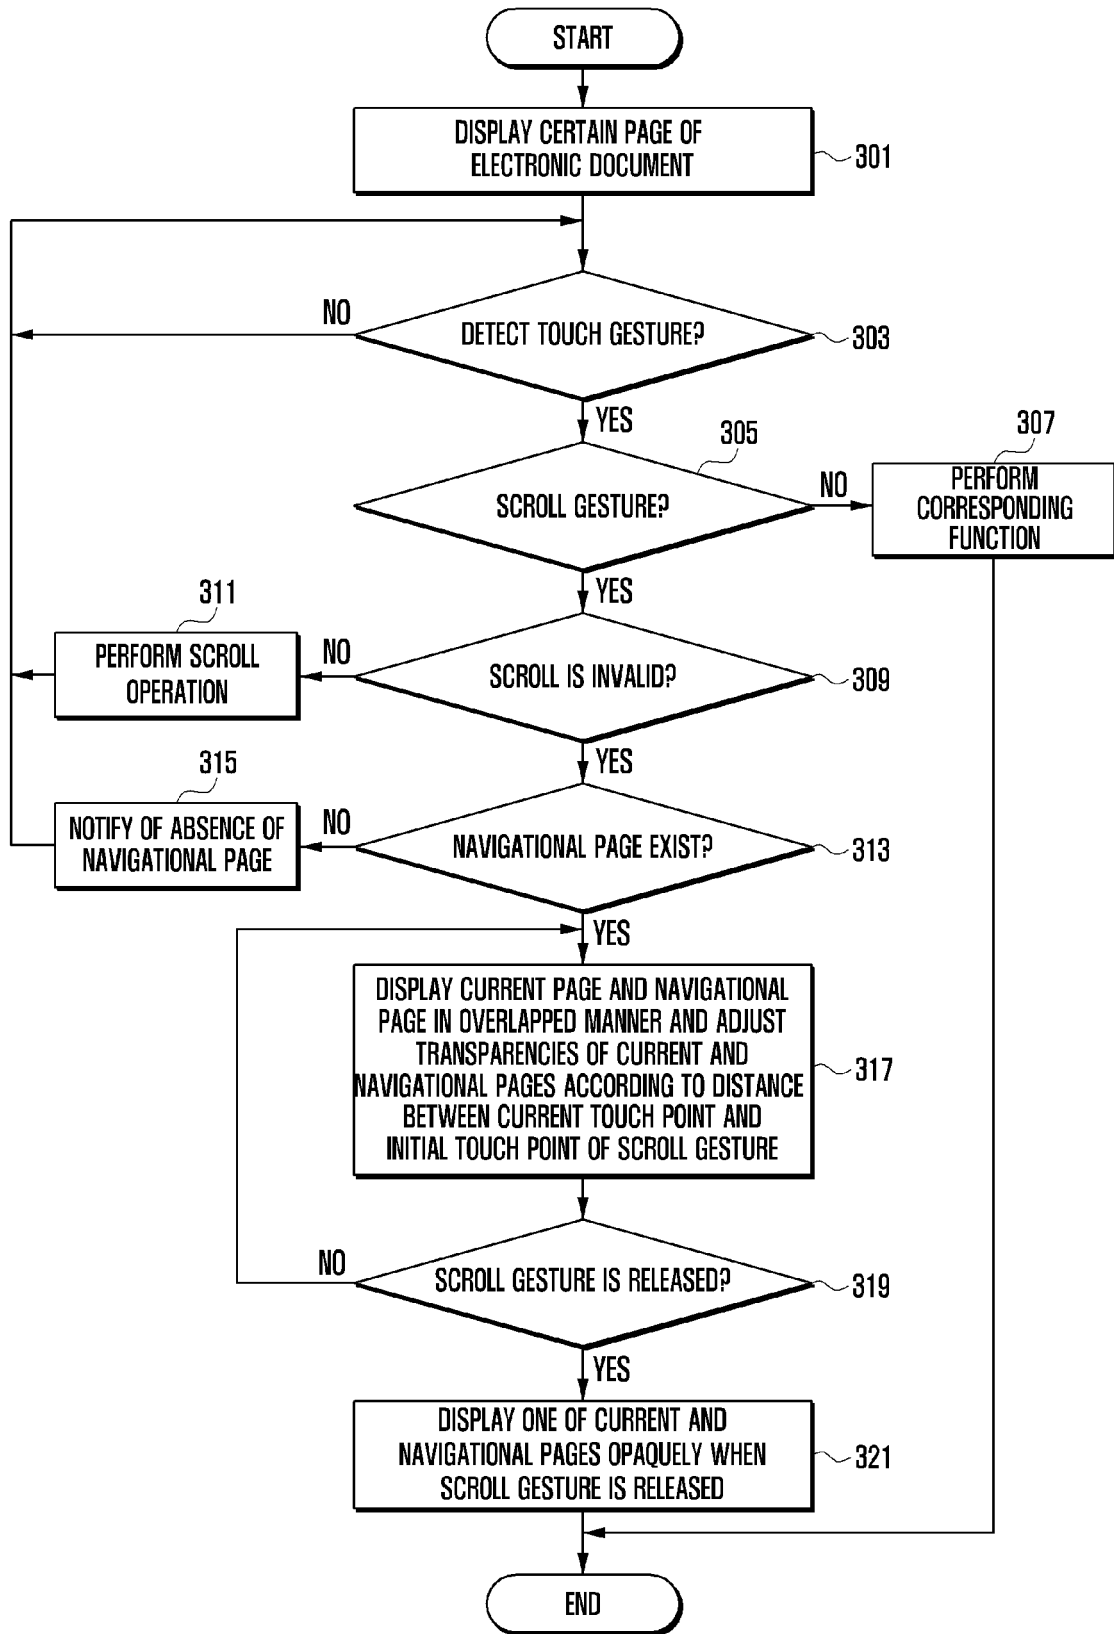 START
DISPLAY CERTAIN PAGE OF
ELECTRONIC DOCUMENT
301
NO
DETECT TOUCH GESTURE?
303
YES
305
307
SCROLL GESTURE?
NO
PERFORM
CORRESPONDING
FUNCTION
YES
311
PERFORM SCROLL
OPERATION
NO
SCROLL IS INVALID?
309
YES
315
NOTIFY OF ABSENCE OF
NAVIGATIONAL PAGE
NO
NAVIGATIONAL PAGE EXIST?
313
YES
DISPLAY CURRENT PAGE AND NAVIGATIONAL
PAGE IN OVERLAPPED MANNER AND ADJUST
TRANSPARENCIES OF CURRENT AND
NAVIGATIONAL PAGES ACCORDING TO DISTANCE
BETWEEN CURRENT TOUCH POINT AND
INITIAL TOUCH POINT OF SCROLL GESTURE
317
NO
SCROLL GESTURE IS RELEASED?
319
YES
DISPLAY ONE OF CURRENT AND
NAVIGATIONAL PAGES OPAQUELY WHEN
SCROLL GESTURE IS RELEASED
321
END